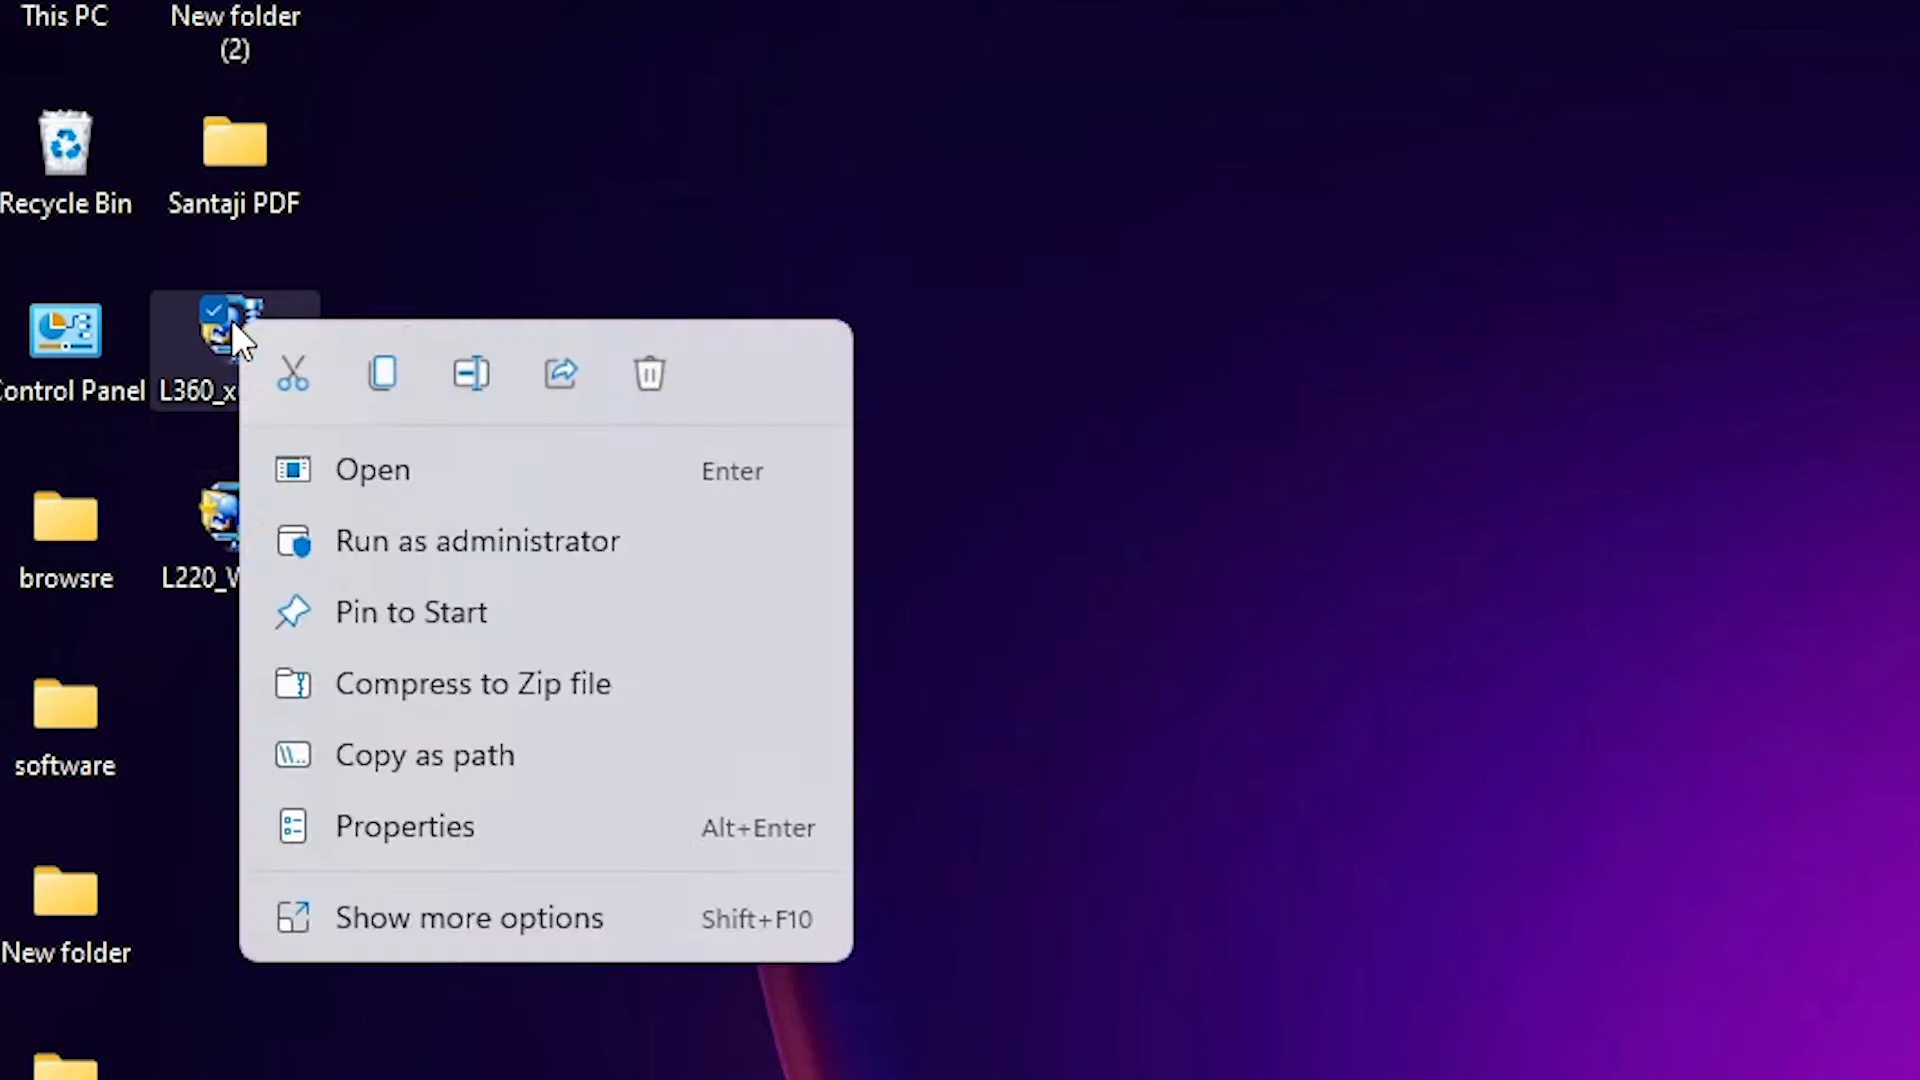 This PC
New folder
(2)
Recycle Bin
Santaji PDF
Control Panel
L360_x
browsre
L220_W
software
New folder
Open Enter
Run as administrator
Pin to Start
Compress to Zip file
Copy as path
Properties Alt+Enter
Show more options Shift+F10